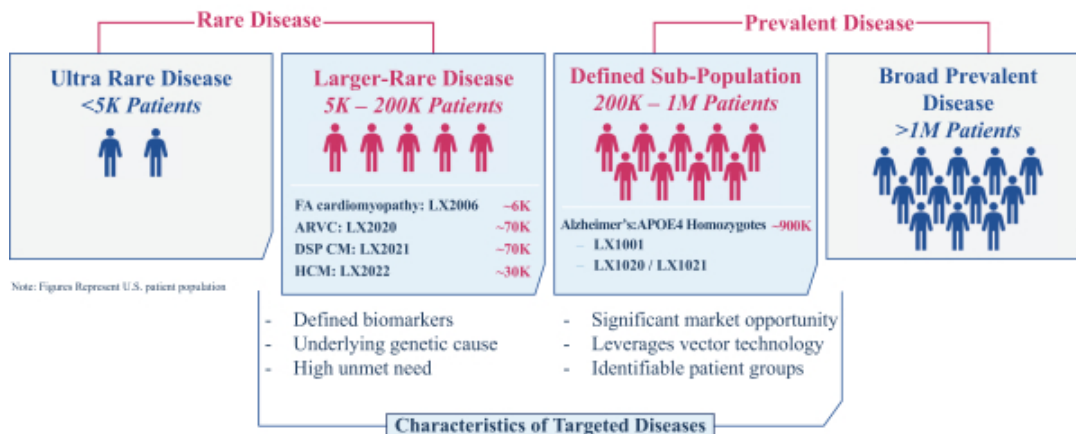 Rare Disease
Prevalent Disease
Ultra Rare Disease
<5K Patients
Larger-Rare Disease
5K – 200K Patients
FA cardiomyopathy: LX2006 ~6K
ARVC: LX2020 ~70K
DSP CM: LX2021 ~70K
HCM: LX2022 ~30K
Defined Sub-Population
200K – 1M Patients
Alzheimer's:APOE4 Homozygotes ~900K
– LX1001
– LX1020 / LX1021
Broad Prevalent
Disease
>1M Patients
Note: Figures Represent U.S. patient population
- Defined biomarkers
- Underlying genetic cause
- High unmet need
- Significant market opportunity
- Leverages vector technology
- Identifiable patient groups
Characteristics of Targeted Diseases